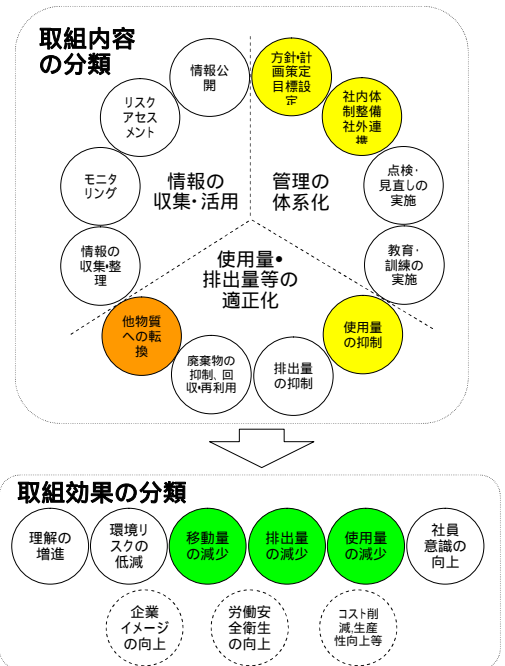 取組内容
の分類
情報公
開
方針・計
画策定
目標設
定
リスク
アセス
メント
社内体
制整備
社外連
携
モニタ
リング
点検・
見直しの
実施
情報の
収集・活用
管理の
体系化
情報の
収集・整
理
教育・
訓練の
実施
使用量・
排出量等の
適正化
他物質
への転
換
使用量
の抑制
廃棄物の
抑制、回
収・再利用
排出量
の抑制
取組効果の分類
理解の
増進
環境リ
スクの
低減
移動量
の減少
排出量
の減少
使用量
の減少
社員
意識の
向上
企業
イメージ
の向上
労働安
全衛生
の向上
コスト削
減,生産
性向上等